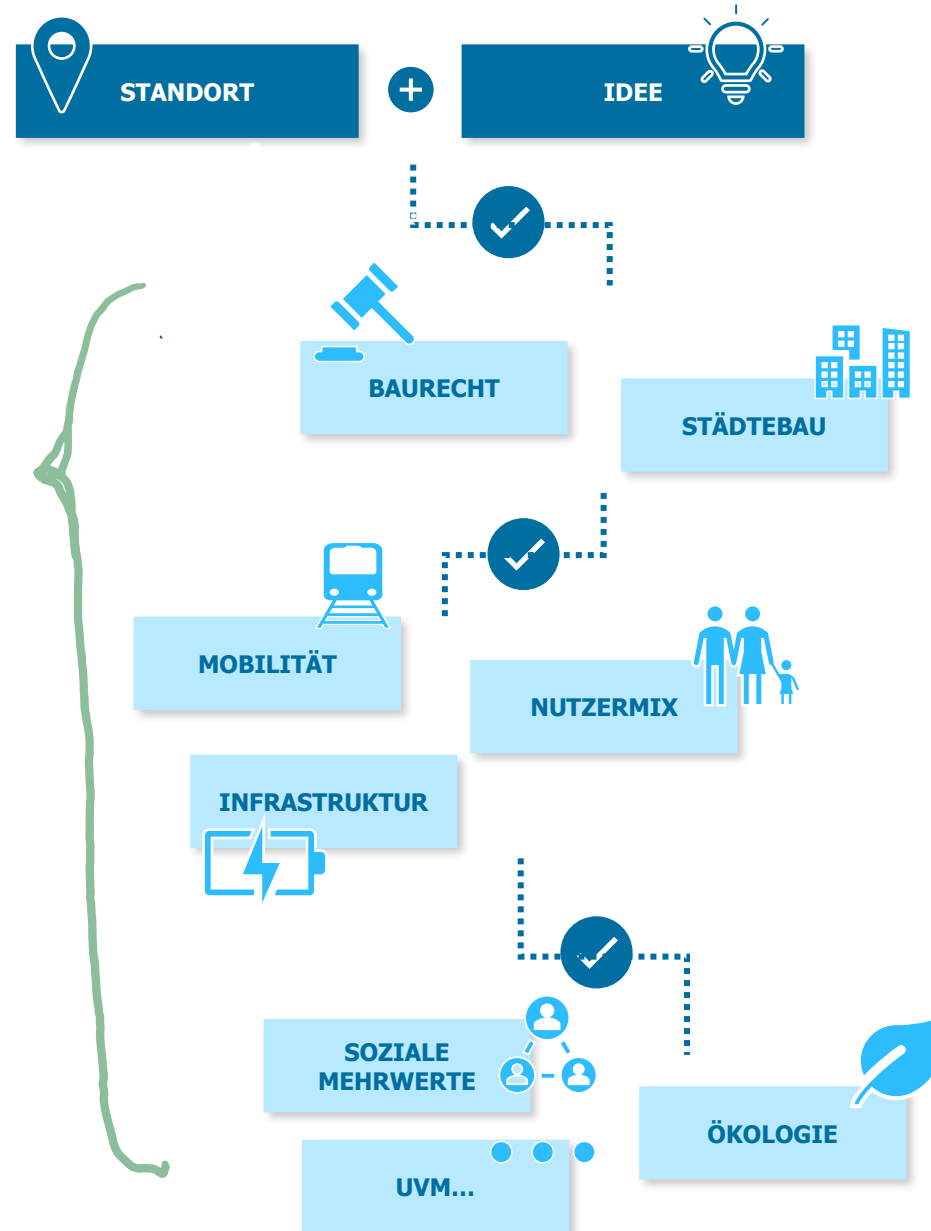 STANDORT
IDEE
BAURECHT
STÄDTEBAU
MOBILITÄT
NUTZERMIX
INFRASTRUKTUR
SOZIALE
MEHRWERTE
ÖKOLOGIE
UVM...